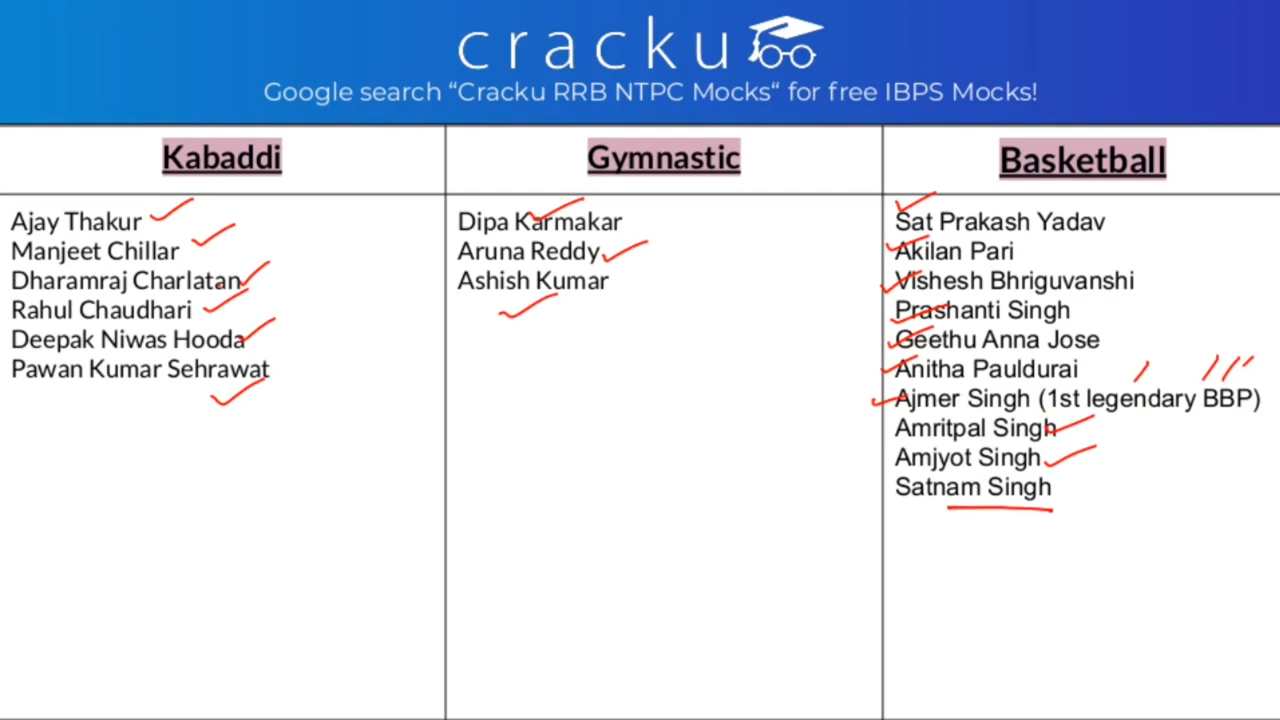 cracku
Google search “Cracku RRB NTPC Mocks“ for free IBPS Mocks!
Kabaddi
Ajay Thakur
Manjeet Chillar
Dharamraj Charlatan
Rahul Chaudhari
Deepak Niwas Hooda
Pawan Kumar Sehrawat
Gymnastic
Dipa Karmakar
Aruna Reddy
Ashish Kumar
Basketball
Sat Prakash Yadav
Akilan Pari
Vishesh Bhriguvanshi
Prashanti Singh
Geethu Anna Jose
Anitha Pauldurai
Ajmer Singh (1st legendary BBP)
Amritpal Singh
Amjyot Singh
Satnam Singh